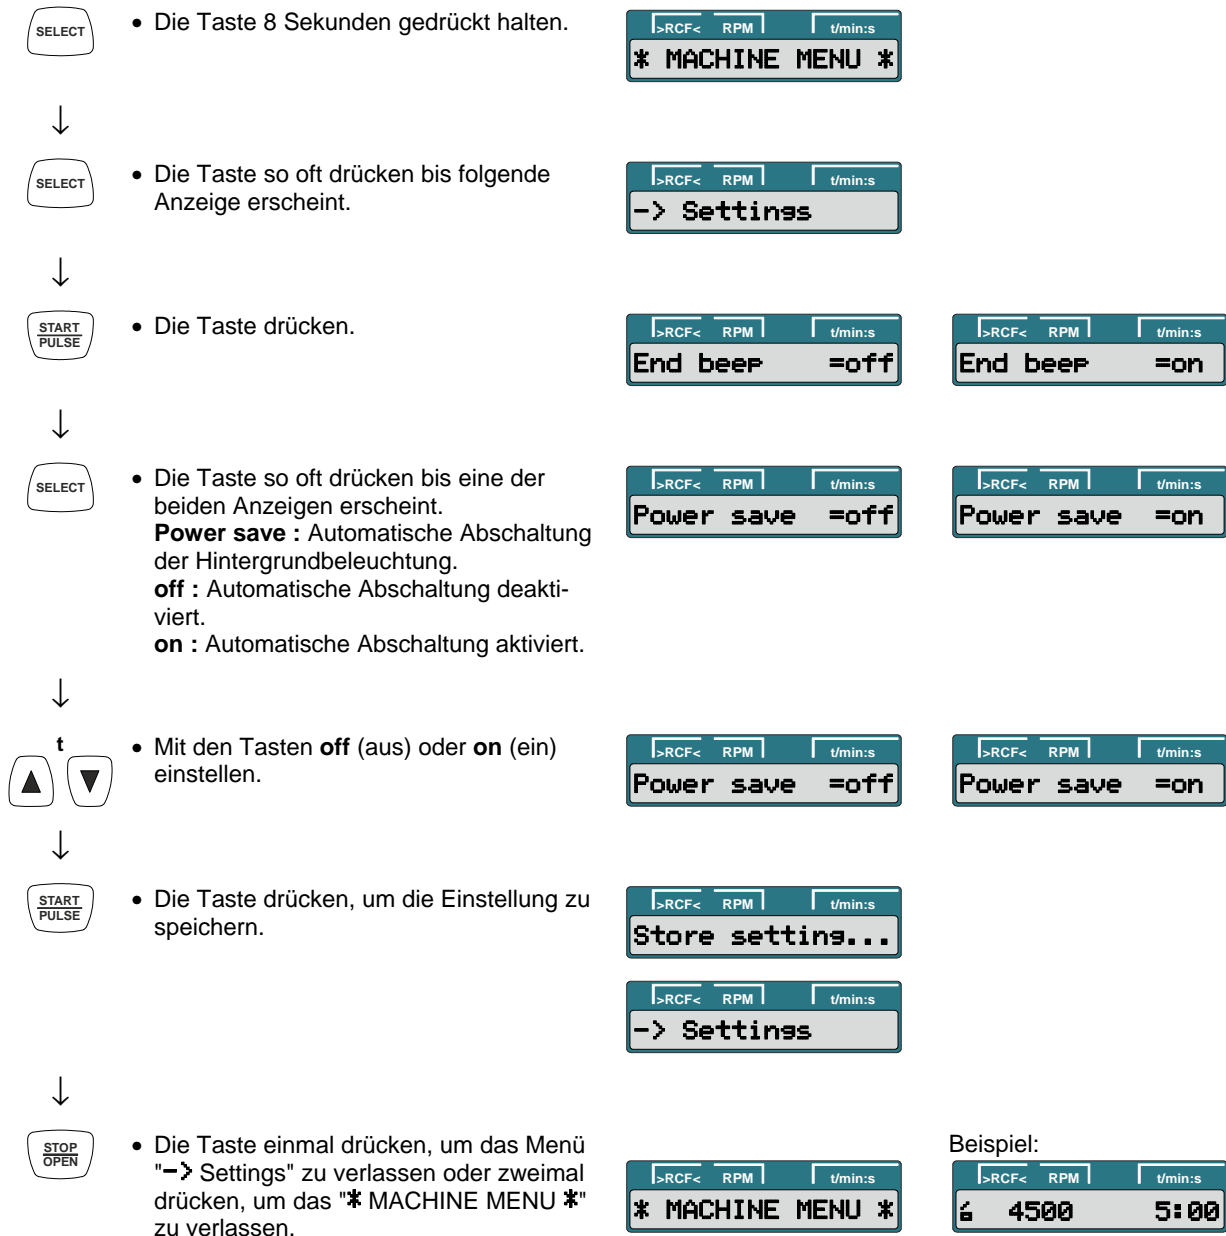 SELECT
• Die Taste 8 Sekunden gedrückt halten.
>RCF< RPM t/min:s
* MACHINE MENU *
↓
SELECT
• Die Taste so oft drücken bis folgende
Anzeige erscheint.
>RCF< RPM t/min:s
-> Settings
↓
START
PULSE
• Die Taste drücken.
>RCF< RPM t/min:s
End beep =off
>RCF< RPM t/min:s
End beep =on
↓
SELECT
• Die Taste so oft drücken bis eine der
beiden Anzeigen erscheint.
Power save : Automatische Abschaltung
der Hintergrundbeleuchtung.
off : Automatische Abschaltung deakti-
viert.
on : Automatische Abschaltung aktiviert.
>RCF< RPM t/min:s
Power save =off
>RCF< RPM t/min:s
Power save =on
↓
t
▲ ▼
• Mit den Tasten off (aus) oder on (ein)
einstellen.
>RCF< RPM t/min:s
Power save =off
>RCF< RPM t/min:s
Power save =on
↓
START
PULSE
• Die Taste drücken, um die Einstellung zu
speichern.
>RCF< RPM t/min:s
Store setting...
>RCF< RPM t/min:s
-> Settings
↓
STOP
OPEN
• Die Taste einmal drücken, um das Menü
"-> Settings" zu verlassen oder zweimal
drücken, um das "* MACHINE MENU *"
zu verlassen.
>RCF< RPM t/min:s
* MACHINE MENU *
Beispiel:
>RCF< RPM t/min:s
4500 5:00